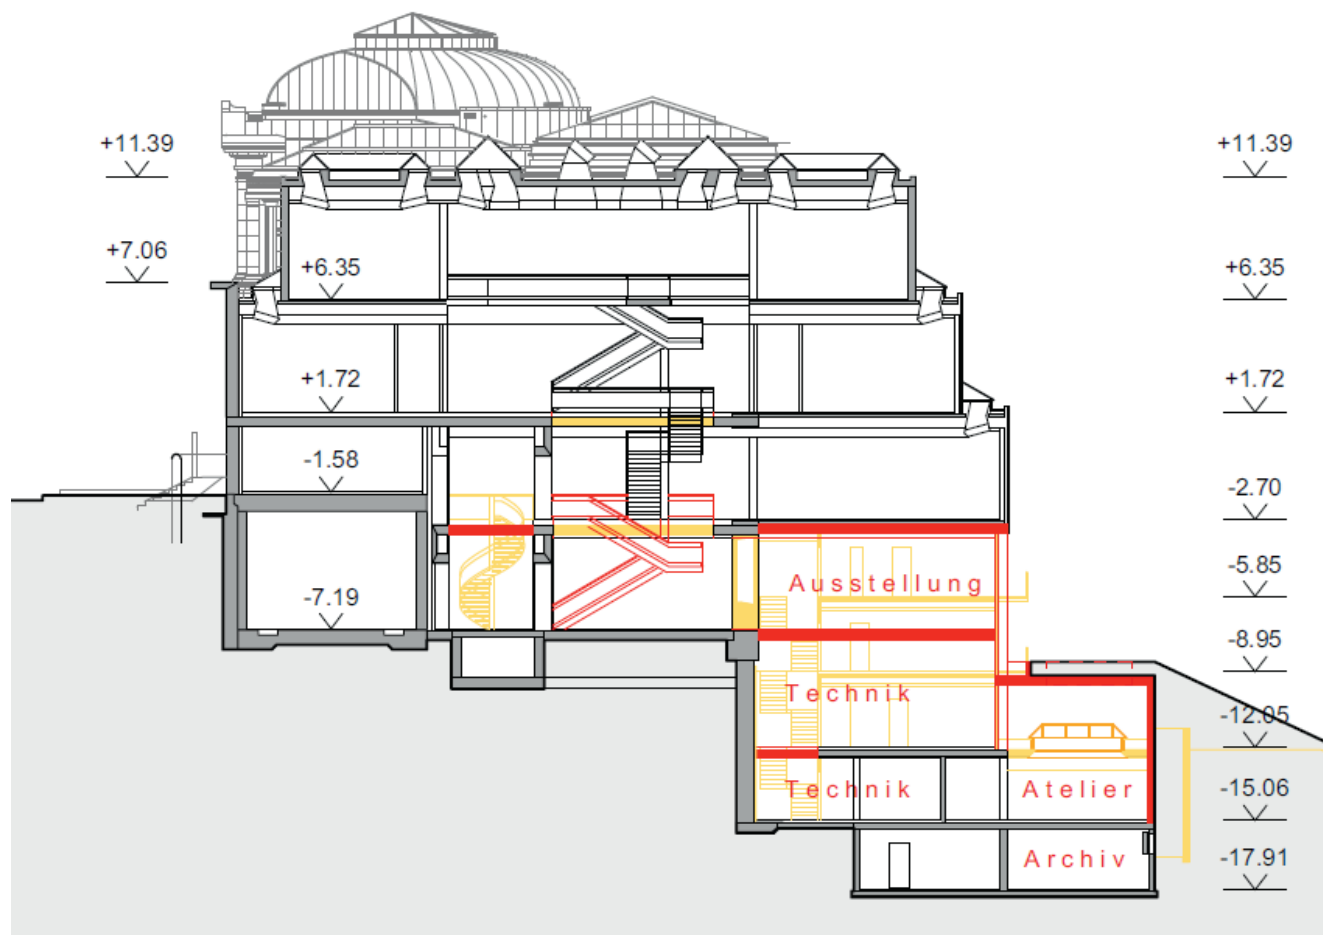 +11.39 +11.39
+7.06 +6.35 +6.35
+1.72 +1.72
-1.58 -2.70
Ausstellung -5.85
-7.19
-8.95
Technik
-12.05
Technik Atelier -15.06
Archiv -17.91